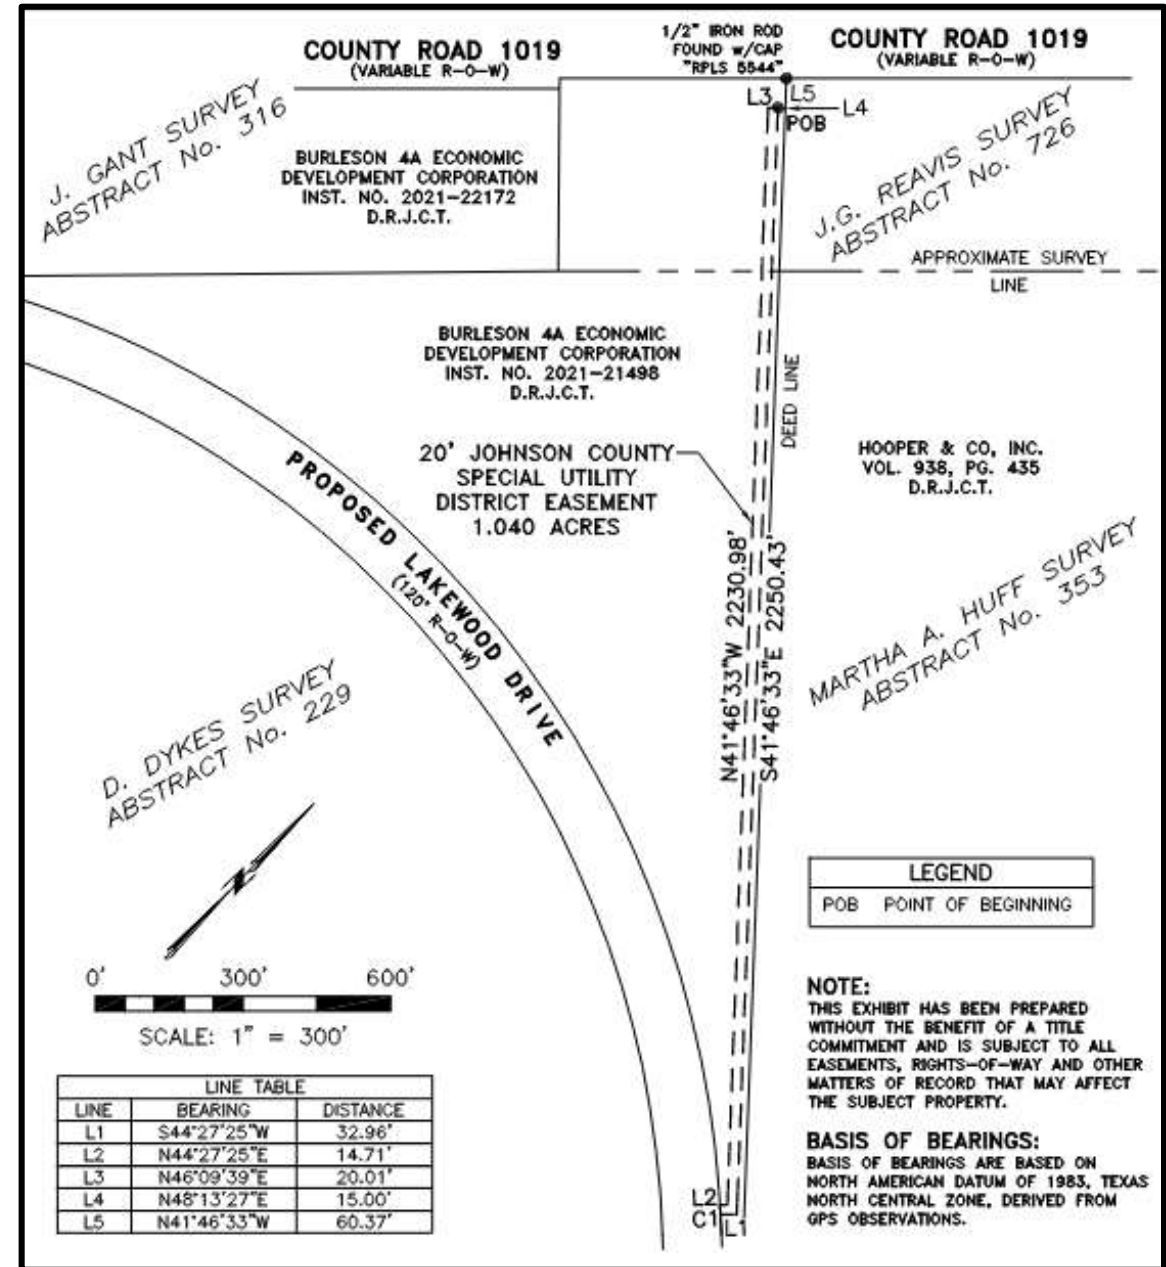 COUNTY ROAD 1019
(VARIABLE R-O-W)
1/2" IRON ROD
FOUND w/CAP
"RPLS 5544"
COUNTY ROAD 1019
(VARIABLE R-O-W)
L3
L5
L4
POB
J. GANT SURVEY
ABSTRACT No. 316
BURLESON 4A ECONOMIC
DEVELOPMENT CORPORATION
INST. NO. 2021-22172
D.R.J.C.T.
J.G. REAVIS SURVEY
ABSTRACT No. 726
APPROXIMATE SURVEY
LINE
BURLESON 4A ECONOMIC
DEVELOPMENT CORPORATION
INST. NO. 2021-21498
D.R.J.C.T.
DEED LINE
20' JOHNSON COUNTY
SPECIAL UTILITY
DISTRICT EASEMENT
1.040 ACRES
HOOPER & CO, INC.
VOL. 938, PG. 435
D.R.J.C.T.
PROPOSED LAKEWOOD DRIVE
(120' R-O-W)
N41°46'33"W 2230.98'
S41°46'33"E 2250.43'
MARTHA A. HUFF SURVEY
ABSTRACT No. 353
D. DYKES SURVEY
ABSTRACT No. 229
0' 300' 600'
SCALE: 1" = 300'
LEGEND
POB POINT OF BEGINNING
LINE TABLE
LINE BEARING DISTANCE
L1 S44°27'25"W 32.96'
L2 N44°27'25"E 14.71'
L3 N46°09'39"E 20.01'
L4 N48°13'27"E 15.00'
L5 N41°46'33"W 60.37'
NOTE:
THIS EXHIBIT HAS BEEN PREPARED
WITHOUT THE BENEFIT OF A TITLE
COMMITMENT AND IS SUBJECT TO ALL
EASEMENTS, RIGHTS-OF-WAY AND OTHER
MATTERS OF RECORD THAT MAY AFFECT
THE SUBJECT PROPERTY.
BASIS OF BEARINGS:
BASIS OF BEARINGS ARE BASED ON
NORTH AMERICAN DATUM OF 1983, TEXAS
NORTH CENTRAL ZONE, DERIVED FROM
GPS OBSERVATIONS.
L2
C1
L1